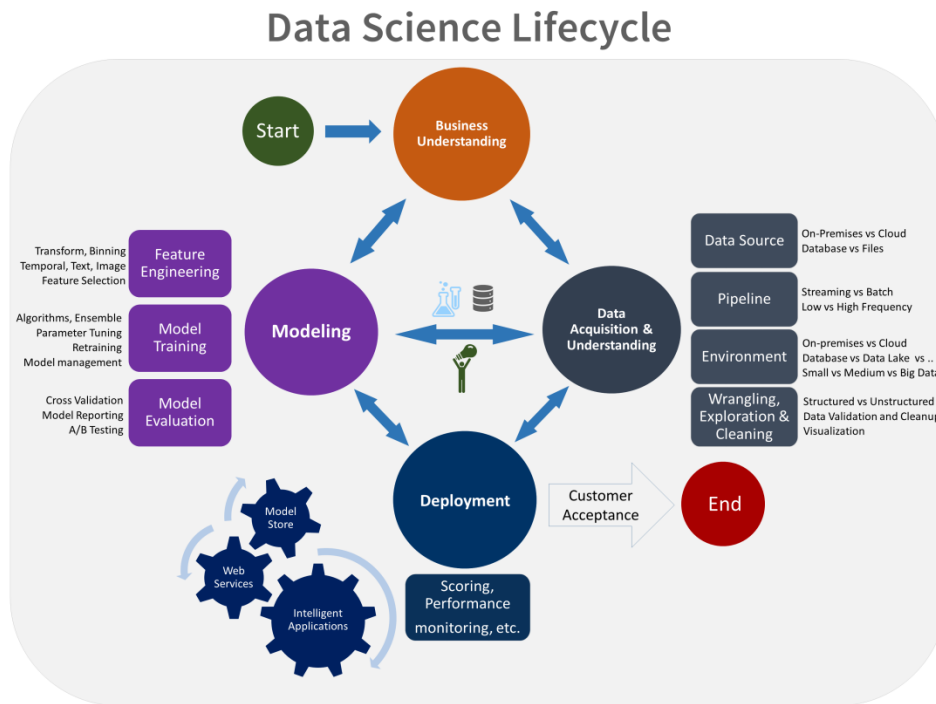 Data Science Lifecycle
Start
Business
Understanding
Transform, Binning
Temporal, Text, Image
Feature Selection
Feature
Engineering
Algorithms, Ensemble
Parameter Tuning
Retraining
Model management
Model
Training
Cross Validation
Model Reporting
A/B Testing
Model
Evaluation
Modeling
Data
Acquisition &
Understanding
Data Source
On-Premises vs Cloud
Database vs Files
Pipeline
Streaming vs Batch
Low vs High Frequency
Environment
On-premises vs Cloud
Database vs Data Lake vs ..
Small vs Medium vs Big Data
Wrangling,
Exploration &
Cleaning
Structured vs Unstructured
Data Validation and Cleanup
Visualization
Deployment
Customer
Acceptance
End
Scoring,
Performance
monitoring, etc.
Model
Store
Web
Services
Intelligent
Applications